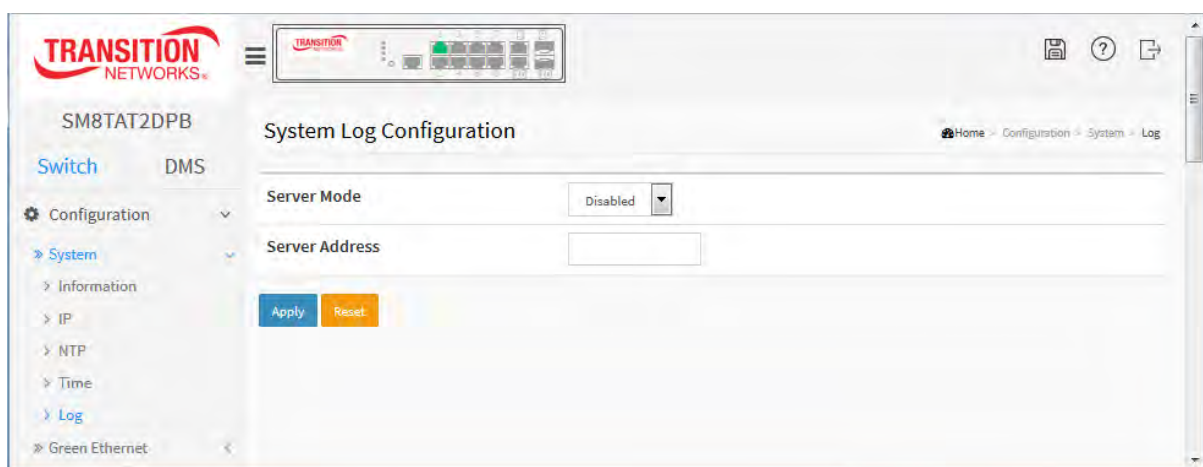 TRANSITION
NETWORKS®
TRANSITION
SM8TAT2DPB
Switch DMS
Configuration
System
Information
IP
NTP
Time
Log
Green Ethernet
System Log Configuration
Home > Configuration > System > Log
Server Mode
Disabled
Server Address
Apply
Reset